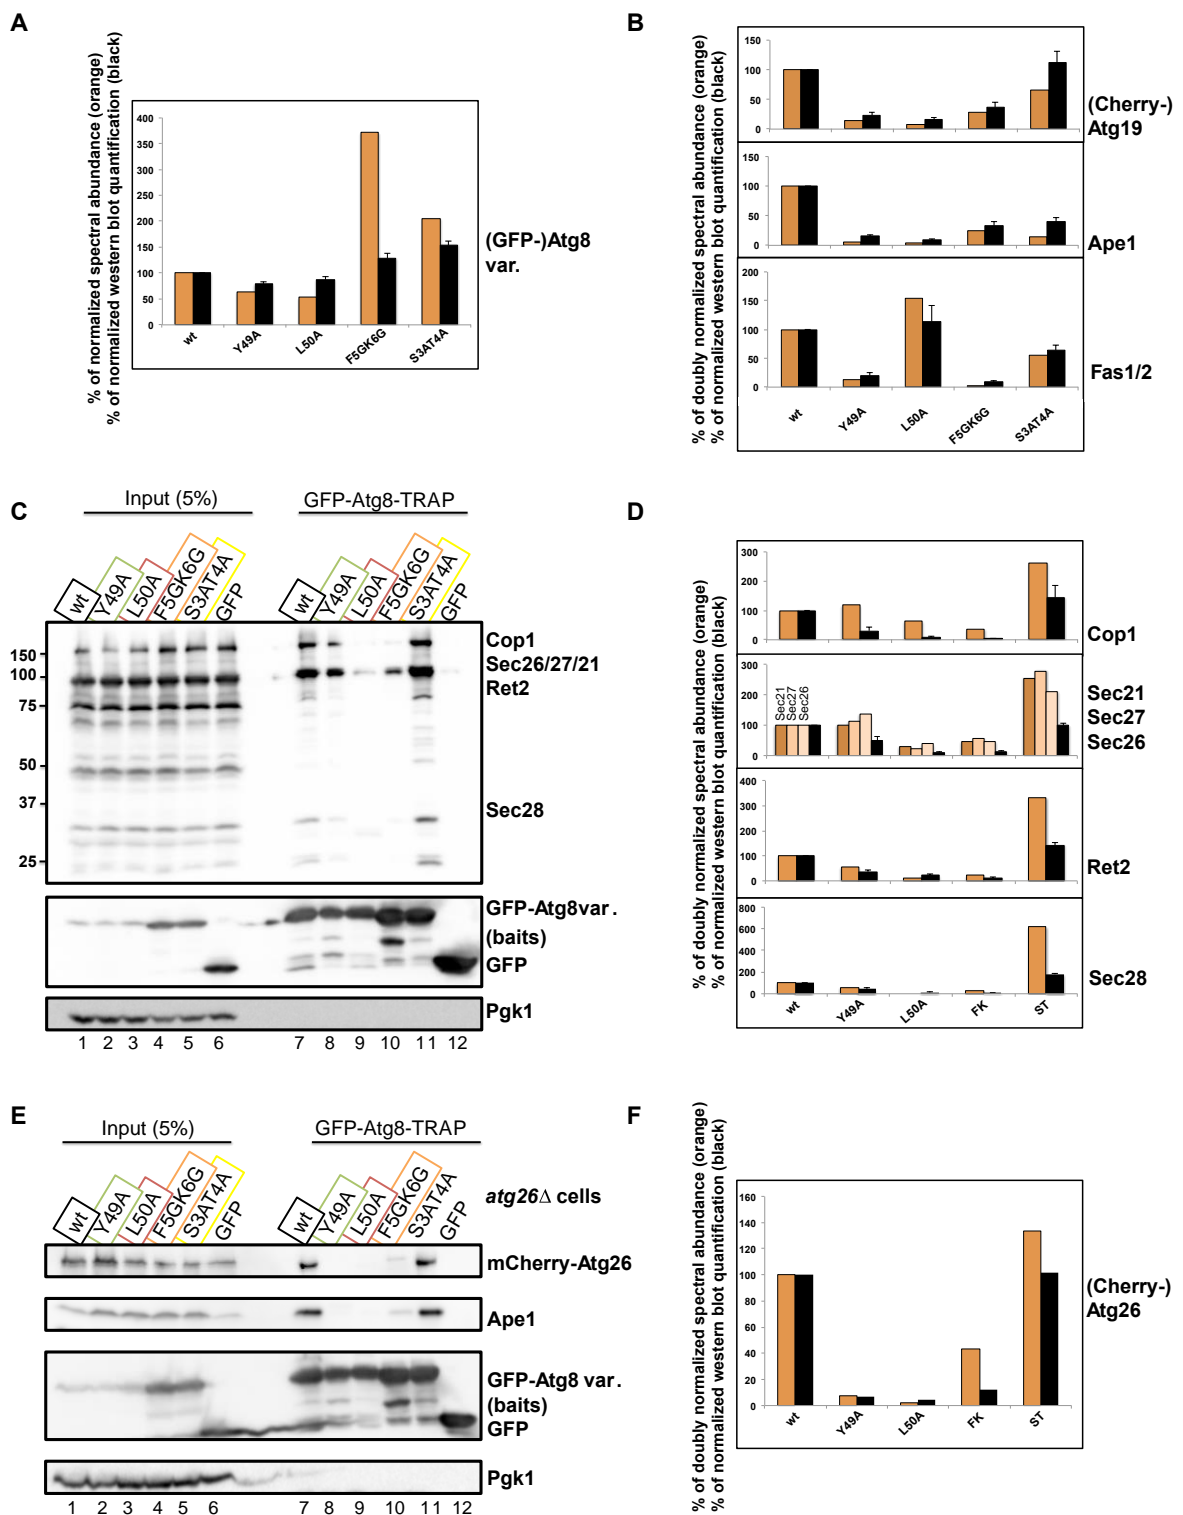 A
% of normalized spectral abundance (orange)
% of normalized western blot quantification (black)
400
350
300
250
200
150
100
50
0
wt
Y49A
L50A
F5GK6G
S3AT4A
(GFP-)Atg8
var.
B
% of doubly normalized spectral abundance (orange)
% of normalized western blot quantification (black)
150
100
50
0
(Cherry-)
Atg19
150
100
50
0
Ape1
200
150
100
50
0
Fas1/2
wt
Y49A
L50A
F5GK6G
S3AT4A
C
Input (5%)
GFP-Atg8-TRAP
wt
Y49A
L50A
F5GK6G
S3AT4A
GFP
wt
Y49A
L50A
F5GK6G
S3AT4A
GFP
150
100
75
50
37
25
Cop1
Sec26/27/21
Ret2
Sec28
GFP-Atg8var.
(baits)
GFP
Pgk1
1 2 3 4 5 6 7 8 9 10 11 12
D
% of doubly normalized spectral abundance (orange)
% of normalized western blot quantification (black)
300
200
100
0
Cop1
300
200
100
0
Sec21
Sec27
Sec26
Sec21
Sec27
Sec26
400
300
200
100
0
Ret2
800
600
400
200
0
Sec28
wt
Y49A
L50A
FK
ST
E
Input (5%)
GFP-Atg8-TRAP
wt
Y49A
L50A
F5GK6G
S3AT4A
GFP
wt
Y49A
L50A
F5GK6G
S3AT4A
GFP
atg26Δ cells
mCherry-Atg26
Ape1
GFP-Atg8 var.
(baits)
GFP
Pgk1
1 2 3 4 5 6 7 8 9 10 11 12
F
% of doubly normalized spectral abundance (orange)
% of normalized western blot quantification (black)
160
140
120
100
80
60
40
20
0
wt
Y49A
L50A
FK
ST
(Cherry-)
Atg26